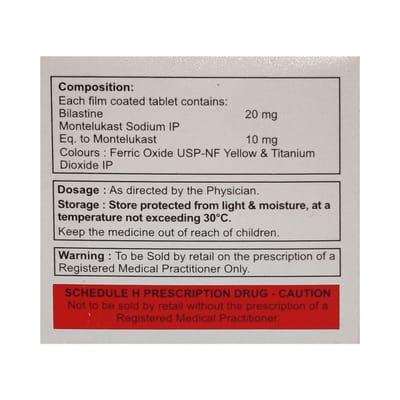 Composition:
Each film coated tablet contains:
Bilastine 20 mg
Montelukast Sodium IP
Eq. to Montelukast 10 mg
Colours : Ferric Oxide USP-NF Yellow & Titanium
Dioxide IP
Dosage : As directed by the Physician.
Storage : Store protected from light & moisture, at a
temperature not exceeding 30°C.
Keep the medicine out of reach of children.
Warning : To be Sold by retail on the prescription of a
Registered Medical Practitioner Only.
SCHEDULE H PRESCRIPTION DRUG - CAUTION
Not to be sold by retail without the prescription of a
Registered Medical Practitioner.